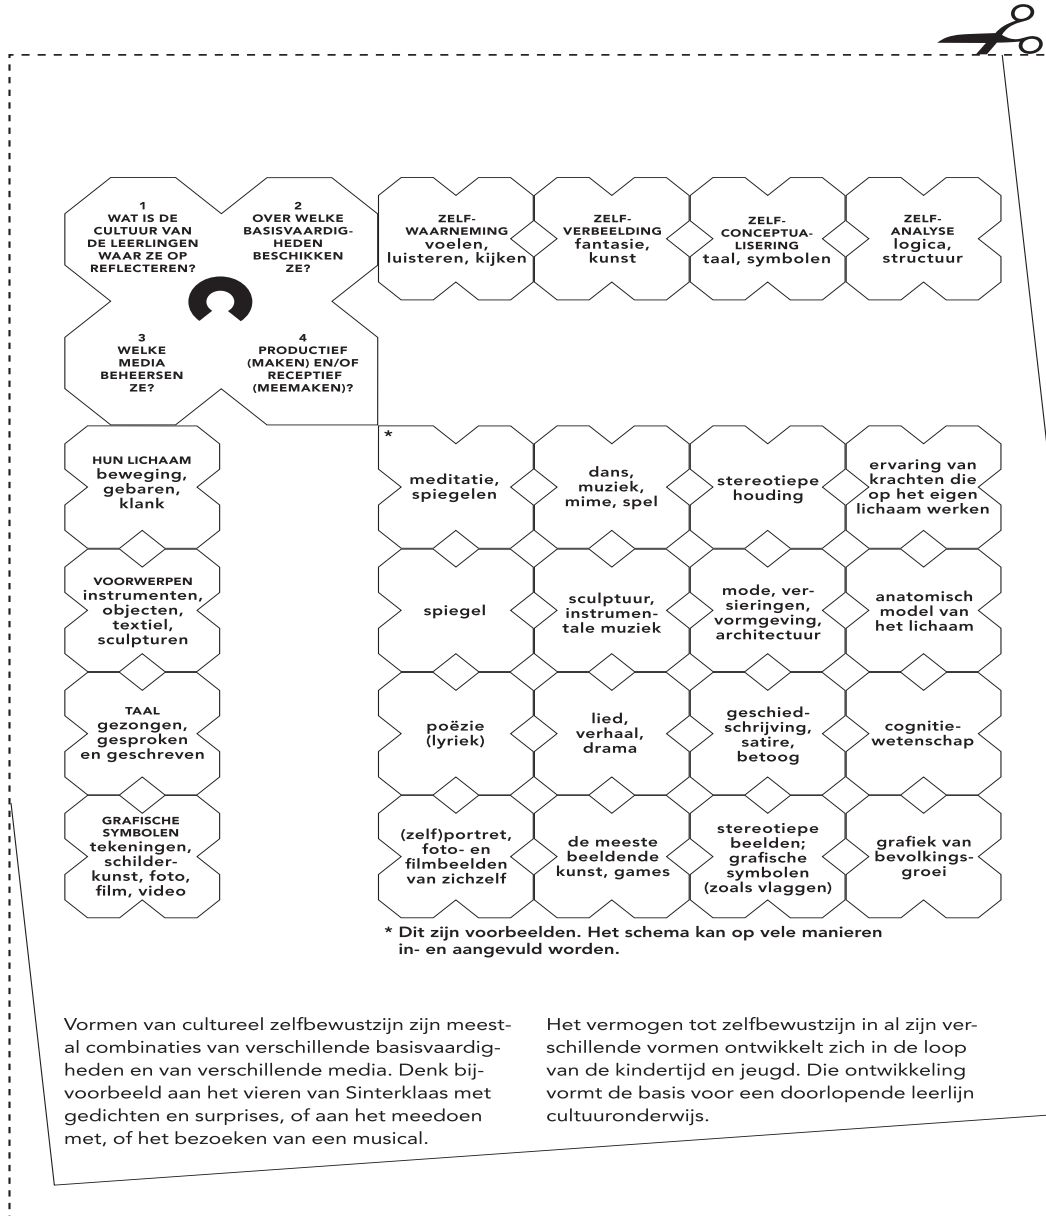 1
WAT IS DE
CULTUUR VAN
DE LEERLINGEN
WAAR ZE OP
REFLECTEREN?
2
OVER WELKE
BASISVAARDIG-
HEDEN
BESCHIKKEN
ZE?
3
WELKE
MEDIA
BEHEERSEN
ZE?
4
PRODUCTIEF
(MAKEN) EN/OF
RECEPTIEF
(MEEMAKEN)?
ZELF-
WAARNEMING
voelen,
luisteren, kijken
ZELF-
VERBEELDING
fantasie,
kunst
ZELF-
CONCEPTUA-
LISERING
taal, symbolen
ZELF-
ANALYSE
logica,
structuur
HUN LICHAAM
beweging,
gebaren,
klank
*
meditatie,
spiegelen
dans,
muziek,
mime, spel
stereotiepe
houding
ervaring van
krachten die
op het eigen
lichaam werken
VOORWERPEN
instrumenten,
objecten,
textiel,
sculpturen
spiegel
sculptuur,
instrumen-
tale muziek
mode, ver-
sieringen,
vormgeving,
architectuur
anatomisch
model van
het lichaam
TAAL
gezongen,
gesproken
en geschreven
poëzie
(lyriek)
lied,
verhaal,
drama
geschied-
schrijving,
satire,
betoog
cognitie-
wetenschap
GRAFISCHE
SYMBOLEN
tekeningen,
schilder-
kunst, foto,
film, video
(zelf)portret,
foto- en
filmbeelden
van zichzelf
de meeste
beeldende
kunst, games
stereotiepe
beelden;
grafische
symbolen
(zoals vlaggen)
grafiek van
bevolkings-
groei
* Dit zijn voorbeelden. Het schema kan op vele manieren
in- en aangevuld worden.
Vormen van cultureel zelfbewustzijn zijn meest-
al combinaties van verschillende basisvaardig-
heden en van verschillende media. Denk bij-
voorbeeld aan het vieren van Sinterklaas met
gedichten en surprises, of aan het meedoen
met, of het bezoeken van een musical.
Het vermogen tot zelfbewustzijn in al zijn ver-
schillende vormen ontwikkelt zich in de loop
van de kindertijd en jeugd. Die ontwikkeling
vormt de basis voor een doorlopende leerlijn
cultuuronderwijs.